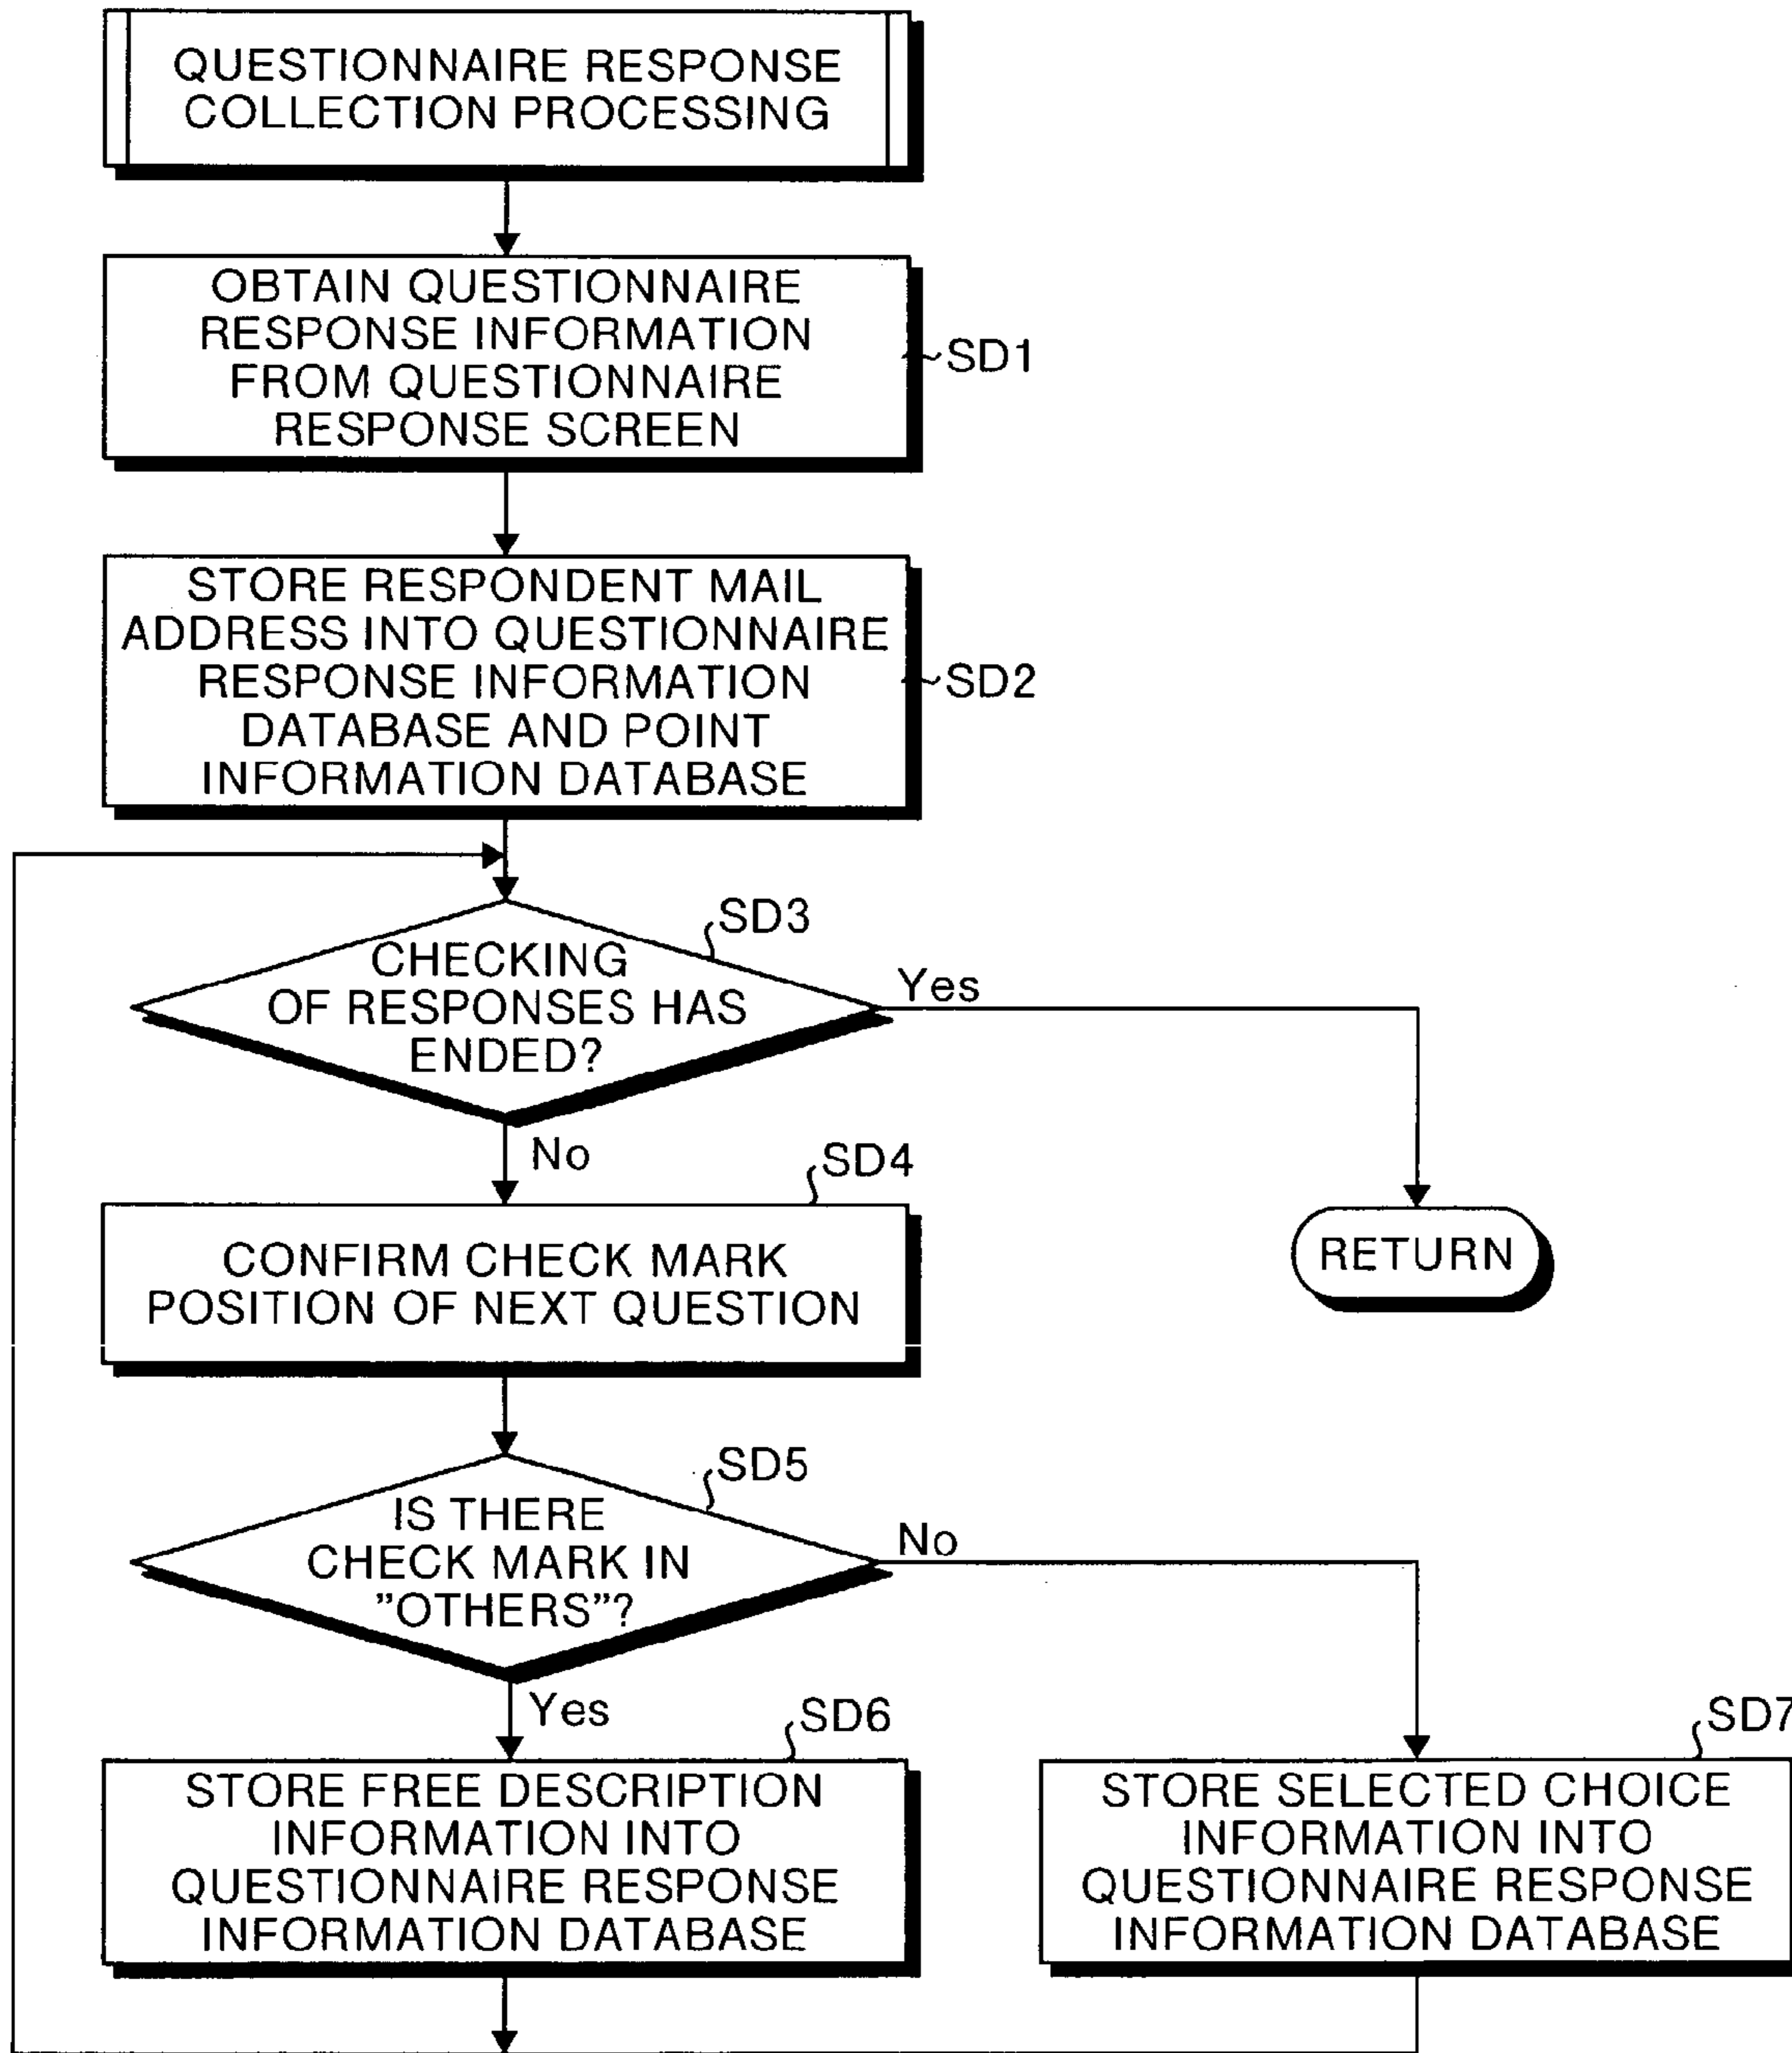 QUESTIONNAIRE RESPONSE
COLLECTION PROCESSING
OBTAIN QUESTIONNAIRE
RESPONSE INFORMATION
FROM QUESTIONNAIRE
RESPONSE SCREEN
SD1
STORE RESPONDENT MAIL
ADDRESS INTO QUESTIONNAIRE
RESPONSE INFORMATION
DATABASE AND POINT
INFORMATION DATABASE
SD2
SD3
CHECKING
OF RESPONSES HAS
ENDED?
Yes
No
SD4
CONFIRM CHECK MARK
POSITION OF NEXT QUESTION
RETURN
SD5
IS THERE
CHECK MARK IN
"OTHERS"?
No
Yes
SD6
STORE FREE DESCRIPTION
INFORMATION INTO
QUESTIONNAIRE RESPONSE
INFORMATION DATABASE
SD7
STORE SELECTED CHOICE
INFORMATION INTO
QUESTIONNAIRE RESPONSE
INFORMATION DATABASE